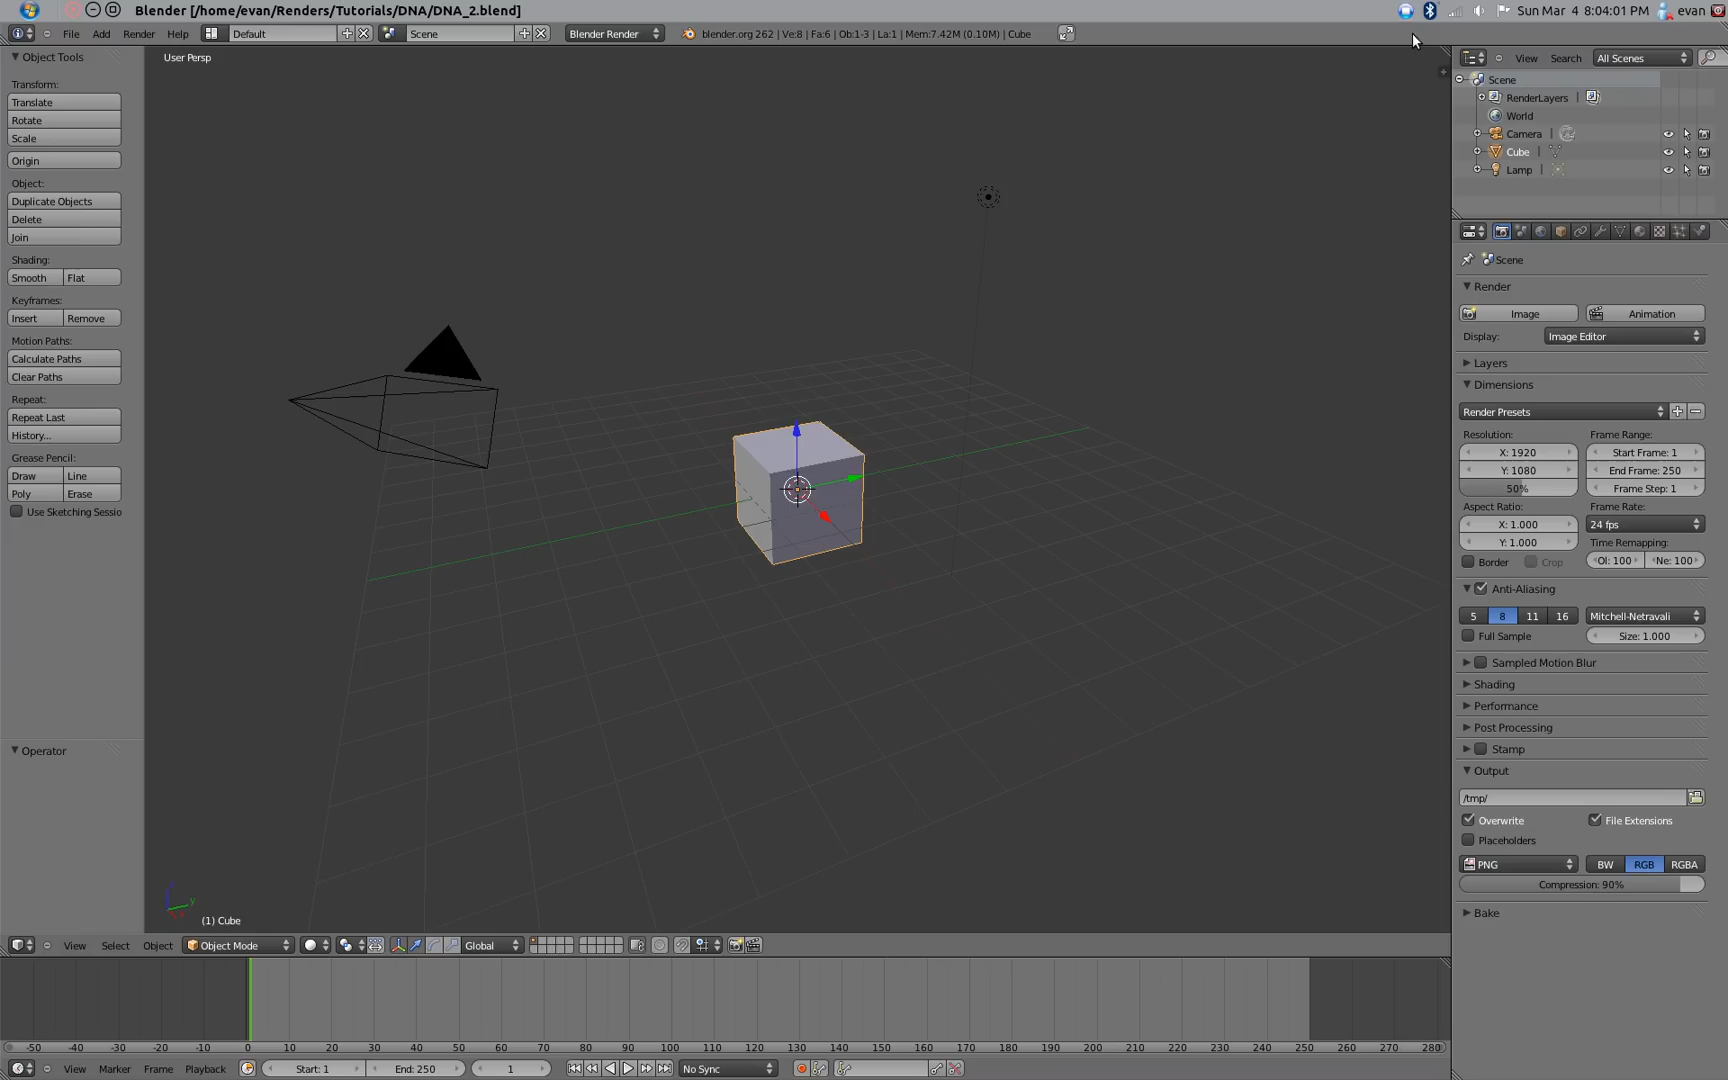 Blender [/home/evan/Renders/Tutorials/DNA/DNA_2.blend]
Sun Mar 4 8:04:01 PM evan
File Add Render Help Default Scene Blender Render blender.org 262 | Ve:8 | Fa:6 | Ob:1-3 | La:1 | Mem:7.42M (0.10M) | Cube
Object Tools
Transform:
Translate
Rotate
Scale
Origin
Object:
Duplicate Objects
Delete
Join
Shading:
Smooth Flat
Keyframes:
Insert Remove
Motion Paths:
Calculate Paths
Clear Paths
Repeat:
Repeat Last
History...
Grease Pencil:
Draw Line
Poly Erase
Use Sketching Sessio
Operator
User Persp
(1) Cube
View Select Object Object Mode Global
-50 -40 -30 -20 -10 0 10 20 30 40 50 60 70 80 90 100 110 120 130 140 150 160 170 180 190 200 210 220 230 240 250 260 270 280
View Marker Frame Playback Start: 1 End: 250 1 No Sync
View Search All Scenes
Scene
RenderLayers |
World
Camera |
Cube |
Lamp |
Scene
Render
Image Animation
Display: Image Editor
Layers
Dimensions
Render Presets
Resolution: Frame Range:
X: 1920 Start Frame: 1
Y: 1080 End Frame: 250
50% Frame Step: 1
Aspect Ratio: Frame Rate:
X: 1.000 24 fps
Y: 1.000 Time Remapping:
Border Crop Ol: 100 Ne: 100
Anti-Aliasing
5 8 11 16 Mitchell-Netravali
Full Sample Size: 1.000
Sampled Motion Blur
Shading
Performance
Post Processing
Stamp
Output
/tmp/
Overwrite File Extensions
Placeholders
PNG BW RGB RGBA
Compression: 90%
Bake